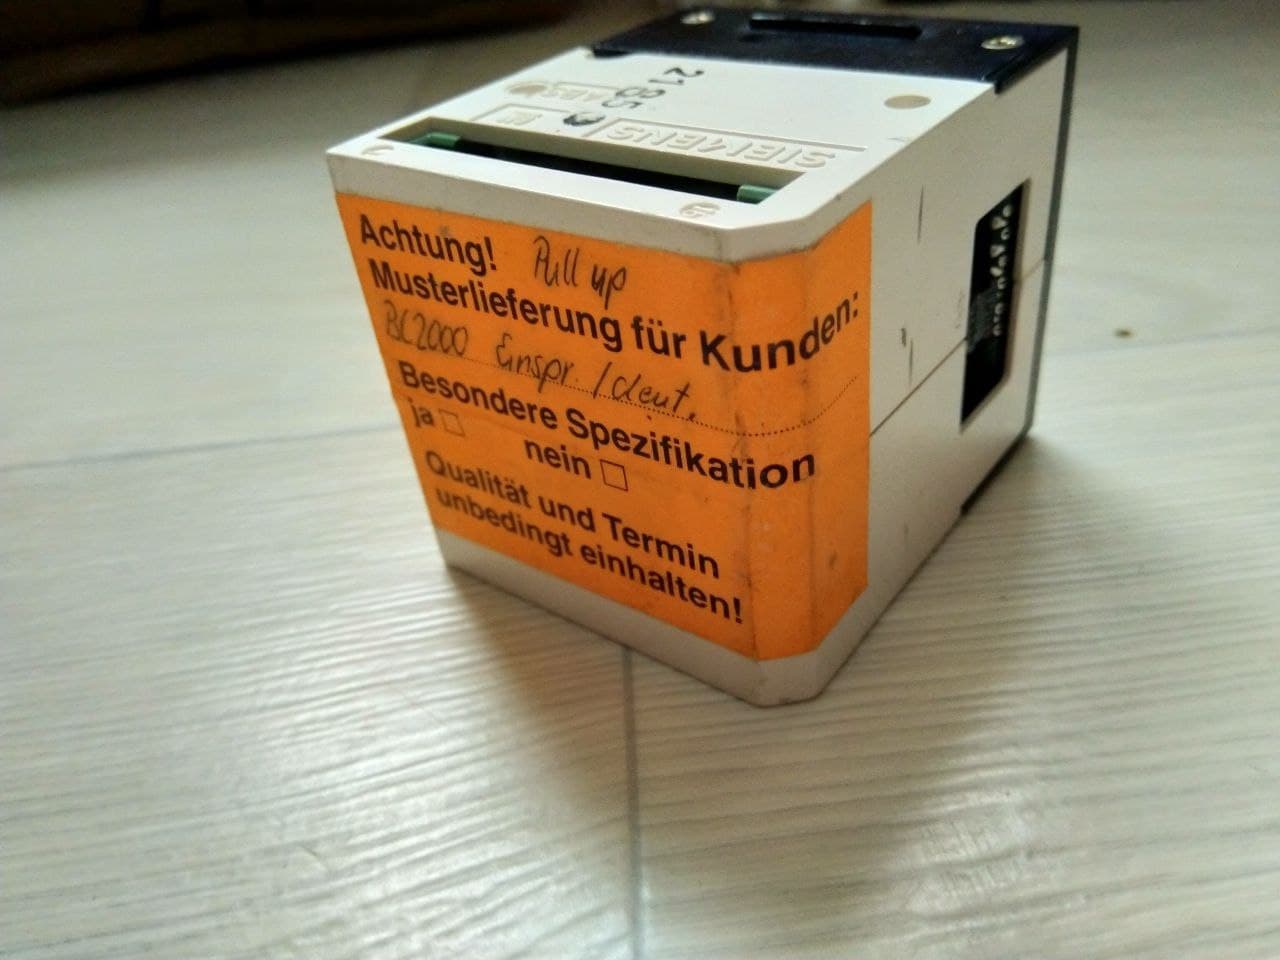 2185
SIEMENS
Achtung! Pull up
Musterlieferung für Kunden:
BC2000 Einspr. / deut.
Besondere Spezifikation
ja nein
Qualität und Termin
unbedingt einhalten!